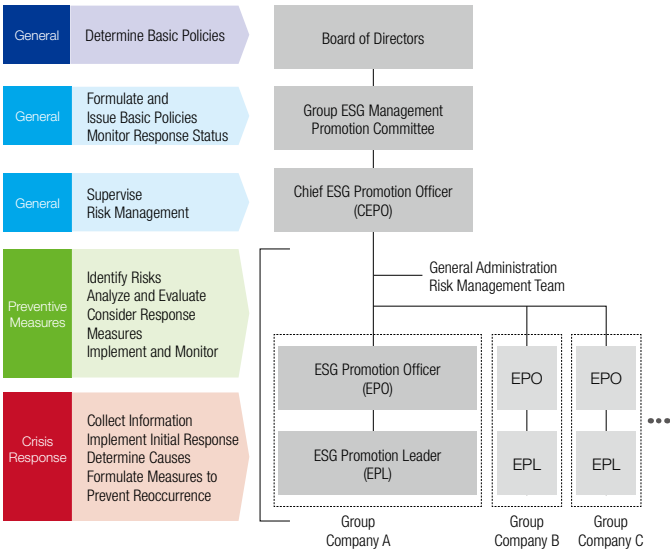 General
Determine Basic Policies
Board of Directors
General
Formulate and
Issue Basic Policies
Monitor Response Status
Group ESG Management
Promotion Committee
General
Supervise
Risk Management
Chief ESG Promotion Officer
(CEPO)
Preventive
Measures
Identify Risks
Analyze and Evaluate
Consider Response
Measures
Implement and Monitor
General Administration
Risk Management Team
ESG Promotion Officer
(EPO)
EPO
EPO
Crisis
Response
Collect Information
Implement Initial Response
Determine Causes
Formulate Measures to
Prevent Reoccurrence
ESG Promotion Leader
(EPL)
EPL
EPL
•••
Group
Company A
Group
Company B
Group
Company C